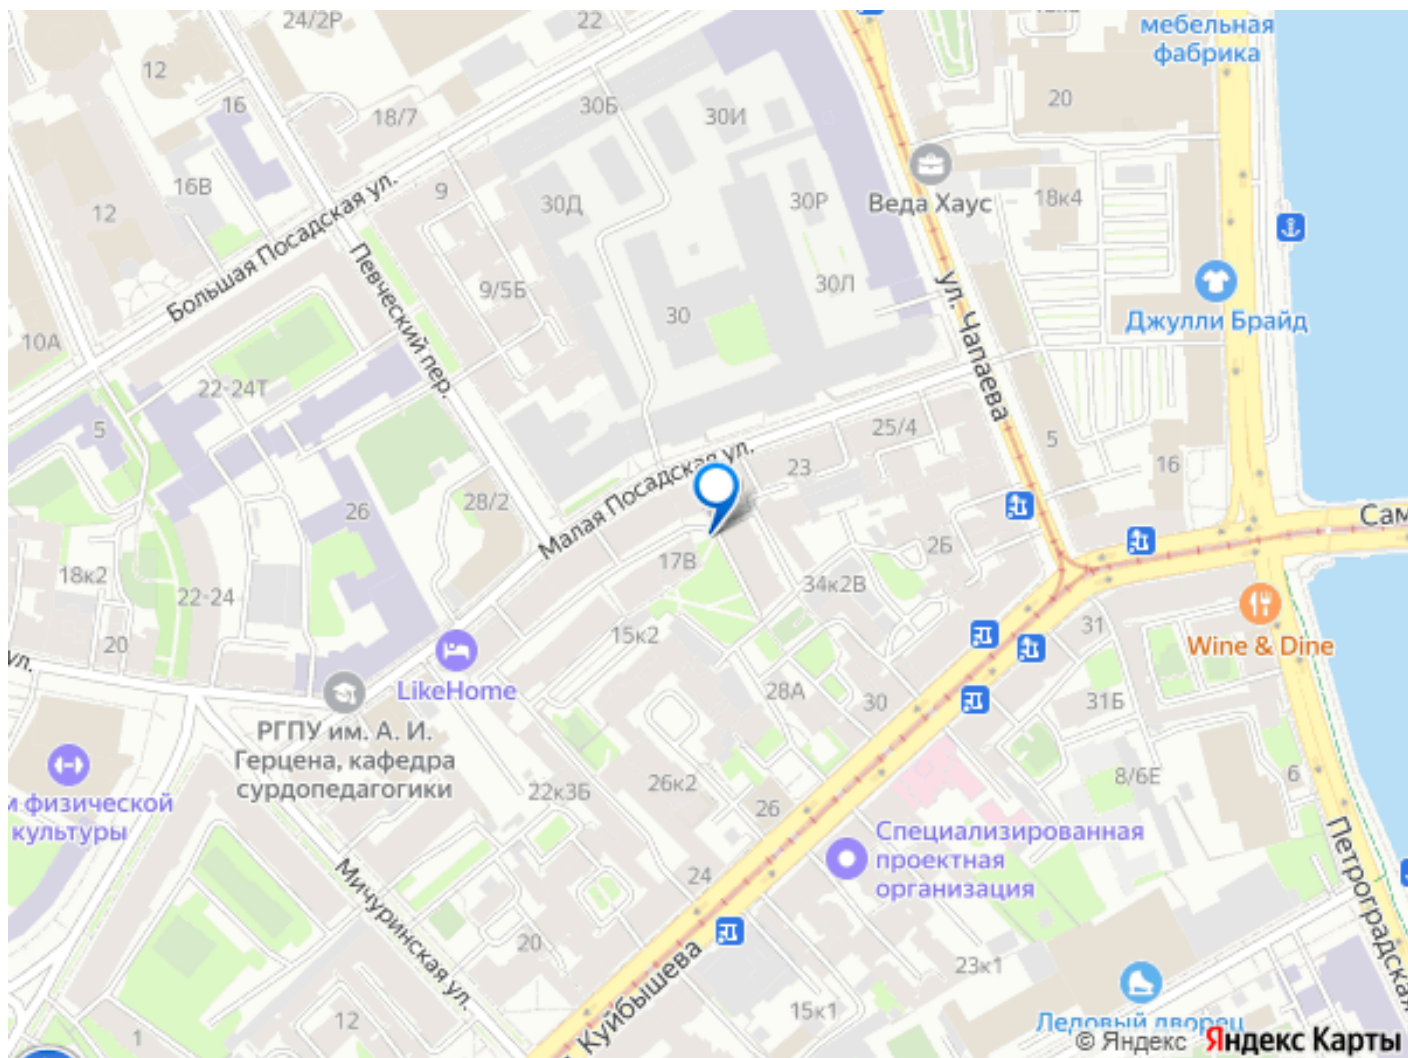 24/2Р
22
мебельная
фабрика
12
16
18/7
30Б
30И
20
16В
9
30Д
30Р
Веда Хаус
18к4
12
Большая Посадская ул.
Певческий пер.
9/5Б
30Л
ул. Чапаева
Джулли Брайд
10А
30
22-24Т
5
25/4
5
23
16
28/2
Малая Посадская ул.
26
Сам
17В
2Б
18к2
22-24
34к2В
20
15к2
31
Wine & Dine
ул.
LikeHome
28А
30
31Б
РГПУ им. А. И.
Герцена, кафедра
сурдопедагогики
м физической
культуры
22к3Б
26к2
26
8/6Е
6
Специализированная
проектная
организация
Петроградская
Мичуринская ул.
24
20
Куйбышева
23к1
15к1
12
1
Ледовый дворец
© Яндекс Яндекс Карты